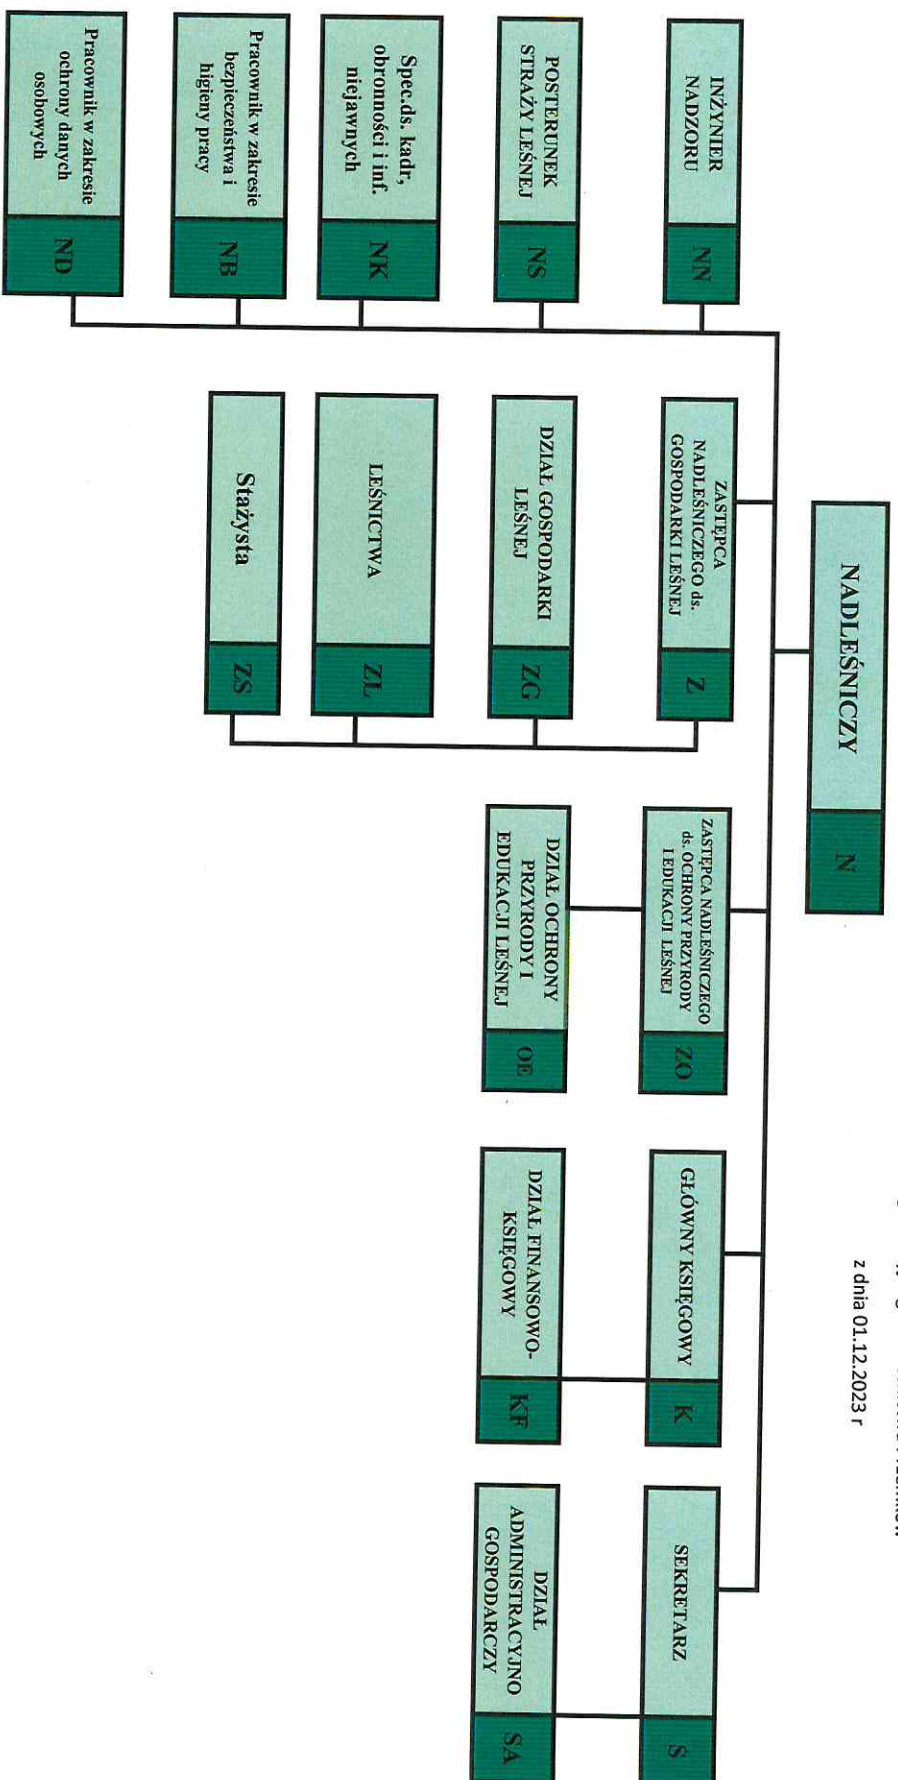 z dnia 01.12.2023 r
NADLEŚNICZY
N
INŻYNIER
NADZORU
NN
POSTERUNEK
STRAŻY LEŚNEJ
NS
Spec.ds. kadr,
obronności i inf.
niejawnych
NK
Pracownik w zakresie
bezpieczeństwa i
higieny pracy
NB
Pracownik w zakresie
ochrony danych
osobowych
ND
ZASTĘPCA
NADLEŚNICZEGO ds.
GOSPODARKI LEŚNEJ
Z
DZIAŁ GOSPODARKI
LEŚNEJ
ZG
LEŚNICTWA
ZL
Stażysta
ZS
ZASTĘPCA NADLEŚNICZEGO
ds. OCHRONY PRZYRODY
I EDUKACJI LEŚNEJ
ZO
DZIAŁ OCHRONY
PRZYRODY I
EDUKACJI LEŚNEJ
OE
GŁÓWNY KSIĘGOWY
K
DZIAŁ FINANSOWO-
KSIĘGOWY
KF
SEKRETARZ
S
DZIAŁ
ADMINISTRACYJNO
GOSPODARCZY
SA